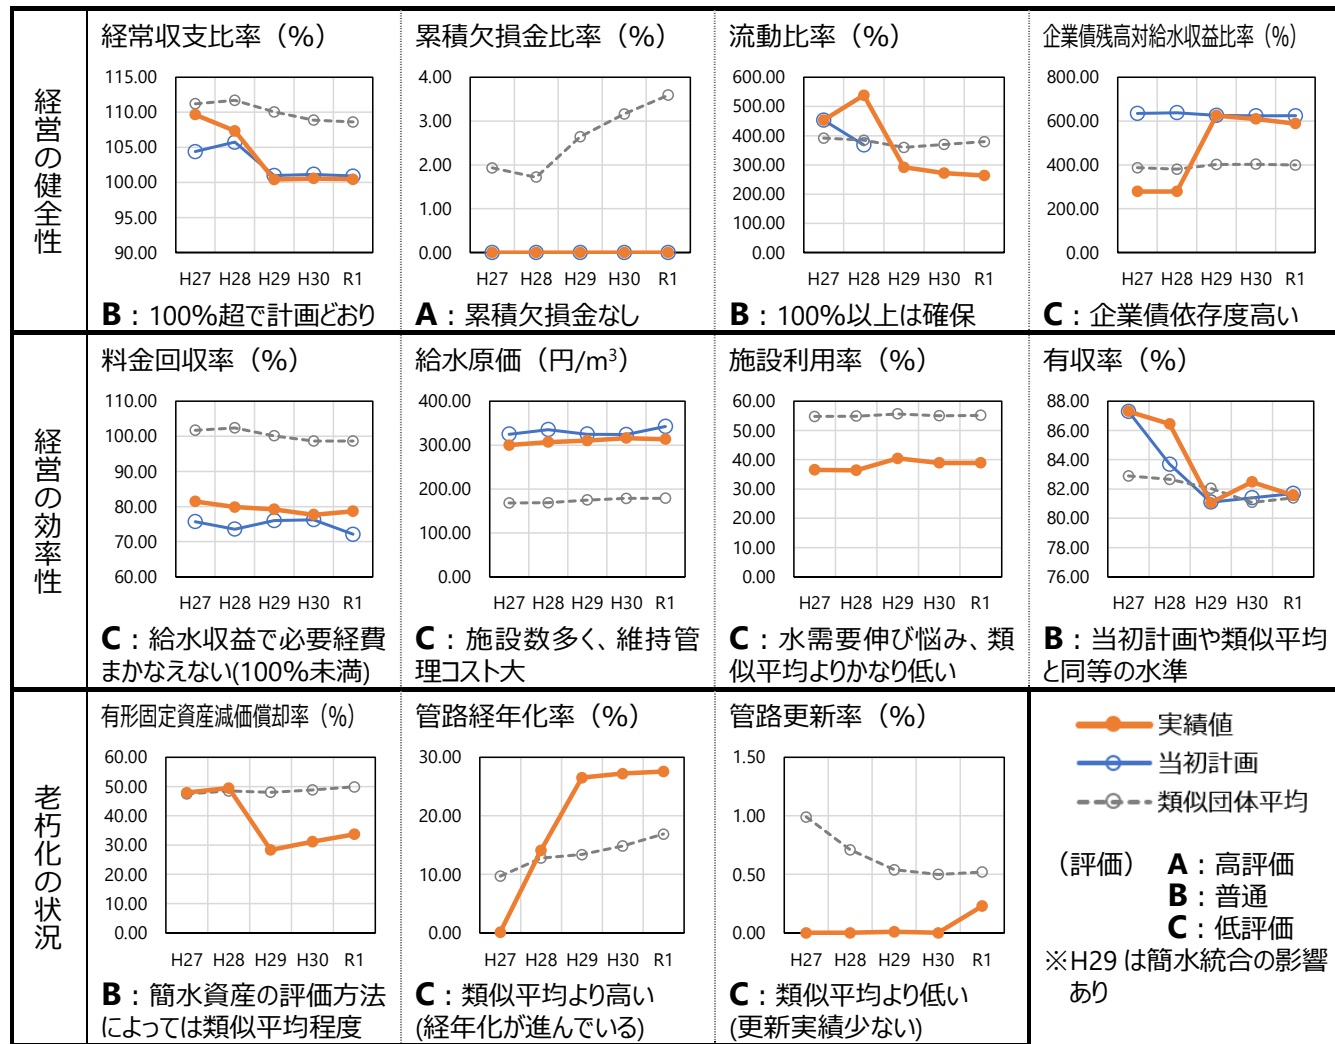 経営の健全性
経常収支比率（%）
115.00
110.00
105.00
100.00
95.00
90.00
H27 H28 H29 H30 R1
B：100%超で計画どおり
累積欠損金比率（%）
4.00
3.00
2.00
1.00
0.00
H27 H28 H29 H30 R1
A：累積欠損金なし
流動比率（%）
600.00
500.00
400.00
300.00
200.00
100.00
0.00
H27 H28 H29 H30 R1
B：100%以上は確保
企業債残高対給水収益比率（%）
800.00
600.00
400.00
200.00
0.00
H27 H28 H29 H30 R1
C：企業債依存度高い
経営の効率性
料金回収率（%）
110.00
100.00
90.00
80.00
70.00
60.00
H27 H28 H29 H30 R1
C：給水収益で必要経費
まかなえない(100%未満)
給水原価（円/m³）
400.00
300.00
200.00
100.00
0.00
H27 H28 H29 H30 R1
C：施設数多く、維持管
理コスト大
施設利用率（%）
60.00
50.00
40.00
30.00
20.00
10.00
0.00
H27 H28 H29 H30 R1
C：水需要伸び悩み、類
似平均よりかなり低い
有収率（%）
88.00
86.00
84.00
82.00
80.00
78.00
76.00
H27 H28 H29 H30 R1
B：当初計画や類似平均
と同等の水準
老朽化の状況
有形固定資産減価償却率（%）
60.00
50.00
40.00
30.00
20.00
10.00
0.00
H27 H28 H29 H30 R1
B：簡水資産の評価方法
によっては類似平均程度
管路経年化率（%）
30.00
20.00
10.00
0.00
H27 H28 H29 H30 R1
C：類似平均より高い
(経年化が進んでいる)
管路更新率（%）
1.50
1.00
0.50
0.00
H27 H28 H29 H30 R1
C：類似平均より低い
(更新実績少ない)
実績値
当初計画
類似団体平均
（評価） A：高評価
B：普通
C：低評価
※H29 は簡水統合の影響
あり